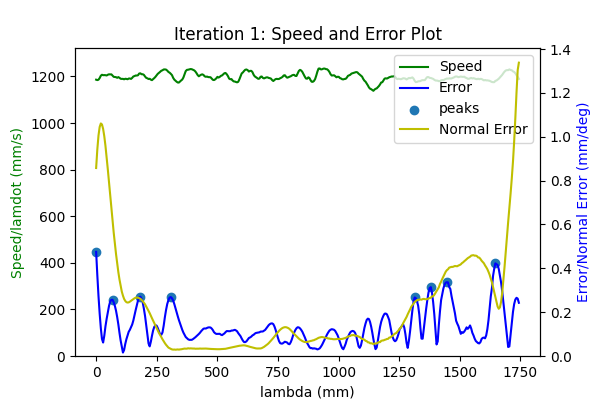 Iteration 1: Speed and Error Plot
Speed/lamdot (mm/s)
1200
1000
800
600
400
200
0
Speed
Error
peaks
Normal Error
1.4
1.2
1.0
0.8
0.6
0.4
0.2
0.0
Error/Normal Error (mm/deg)
0 250 500 750 1000 1250 1500 1750
lambda (mm)